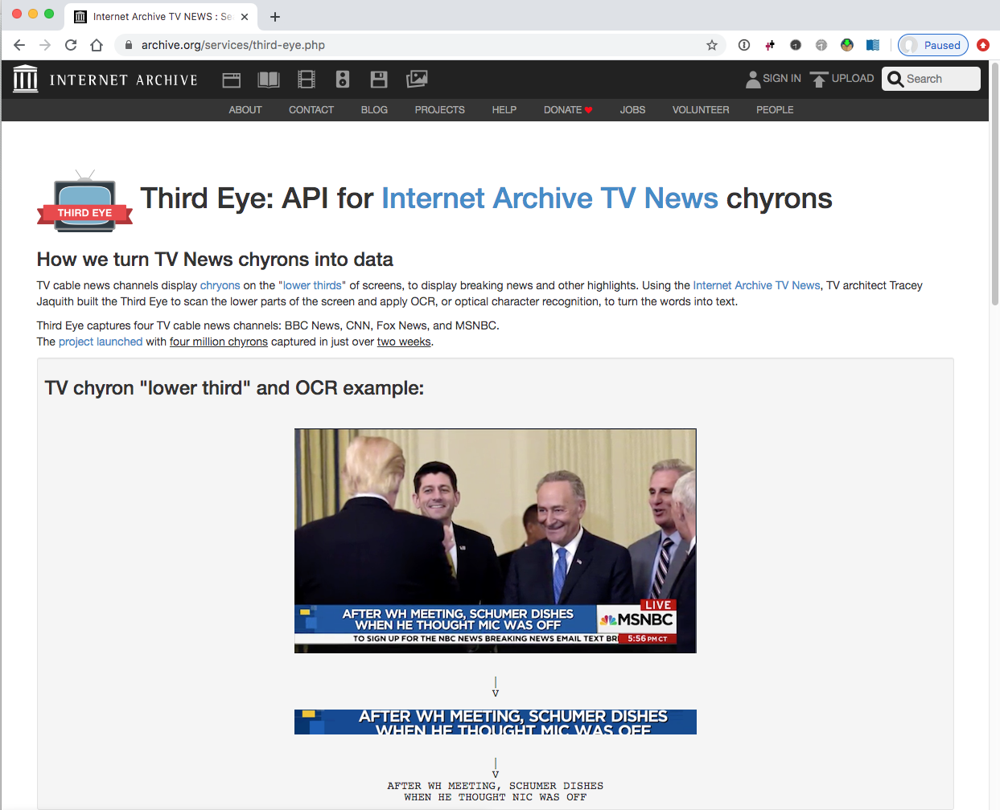 Internet Archive TV NEWS : Se
archive.org/services/third-eye.php
Paused
INTERNET ARCHIVE
SIGN IN
UPLOAD
Search
ABOUT CONTACT BLOG PROJECTS HELP DONATE JOBS VOLUNTEER PEOPLE
THIRD EYE
Third Eye: API for Internet Archive TV News chyrons
How we turn TV News chyrons into data
TV cable news channels display chryons on the "lower thirds" of screens, to display breaking news and other highlights. Using the Internet Archive TV News, TV architect Tracey
Jaquith built the Third Eye to scan the lower parts of the screen and apply OCR, or optical character recognition, to turn the words into text.
Third Eye captures four TV cable news channels: BBC News, CNN, Fox News, and MSNBC.
The project launched with four million chyrons captured in just over two weeks.
TV chyron "lower third" and OCR example:
LIVE
AFTER WH MEETING, SCHUMER DISHES
WHEN HE THOUGHT MIC WAS OFF
MSNBC
TO SIGN UP FOR THE NBC NEWS BREAKING NEWS EMAIL TEXT BR
5:56 PM CT
|
V
AFTER WH MEETING, SCHUMER DISHES
WHEN HE THOUGHT MIC WAS OFF
|
V
AFTER WH MEETING, SCHUMER DISHES
WHEN HE THOUGHT NIC WAS OFF